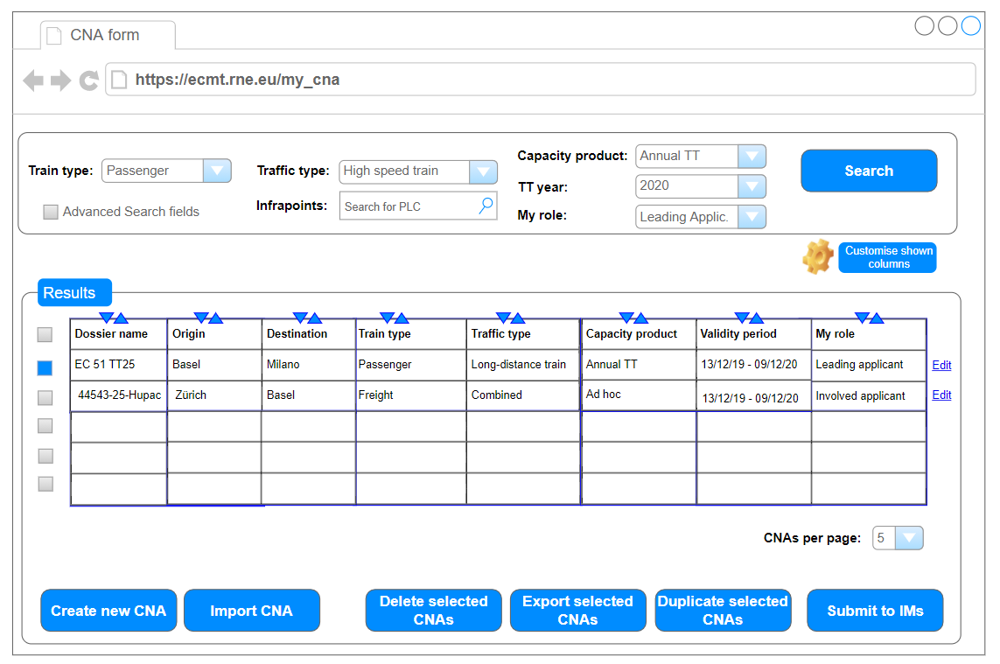 CNA form
https://ecmt.rne.eu/my_cna
Train type: Passenger
Traffic type: High speed train
Capacity product: Annual TT
Search
TT year: 2020
Advanced Search fields
Infrapoints: Search for PLC
My role: Leading Applic.
Customise shown
columns
Results
Dossier name Origin Destination Train type Traffic type Capacity product Validity period My role
EC 51 TT25 Basel Milano Passenger Long-distance train Annual TT 13/12/19 - 09/12/20 Leading applicant Edit
44543-25-Hupac Zürich Basel Freight Combined Ad hoc 13/12/19 - 09/12/20 Involved applicant Edit
CNAs per page: 5
Create new CNA
Import CNA
Delete selected
CNAs
Export selected
CNAs
Duplicate selected
CNAs
Submit to IMs